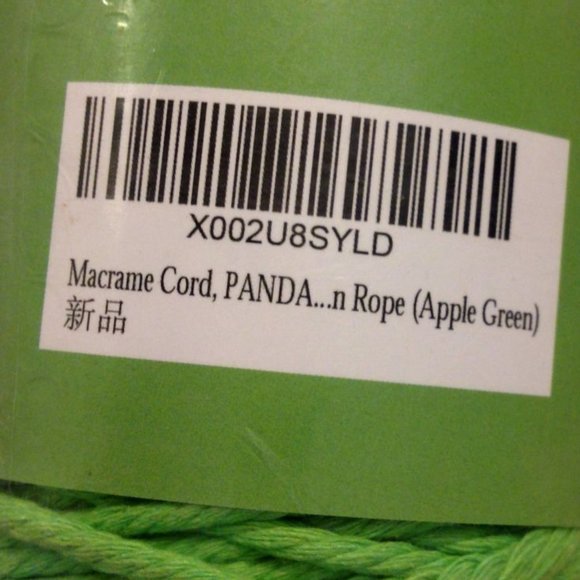 X002U8SYLD
Macrame Cord, PANDA...n Rope (Apple Green)
新品